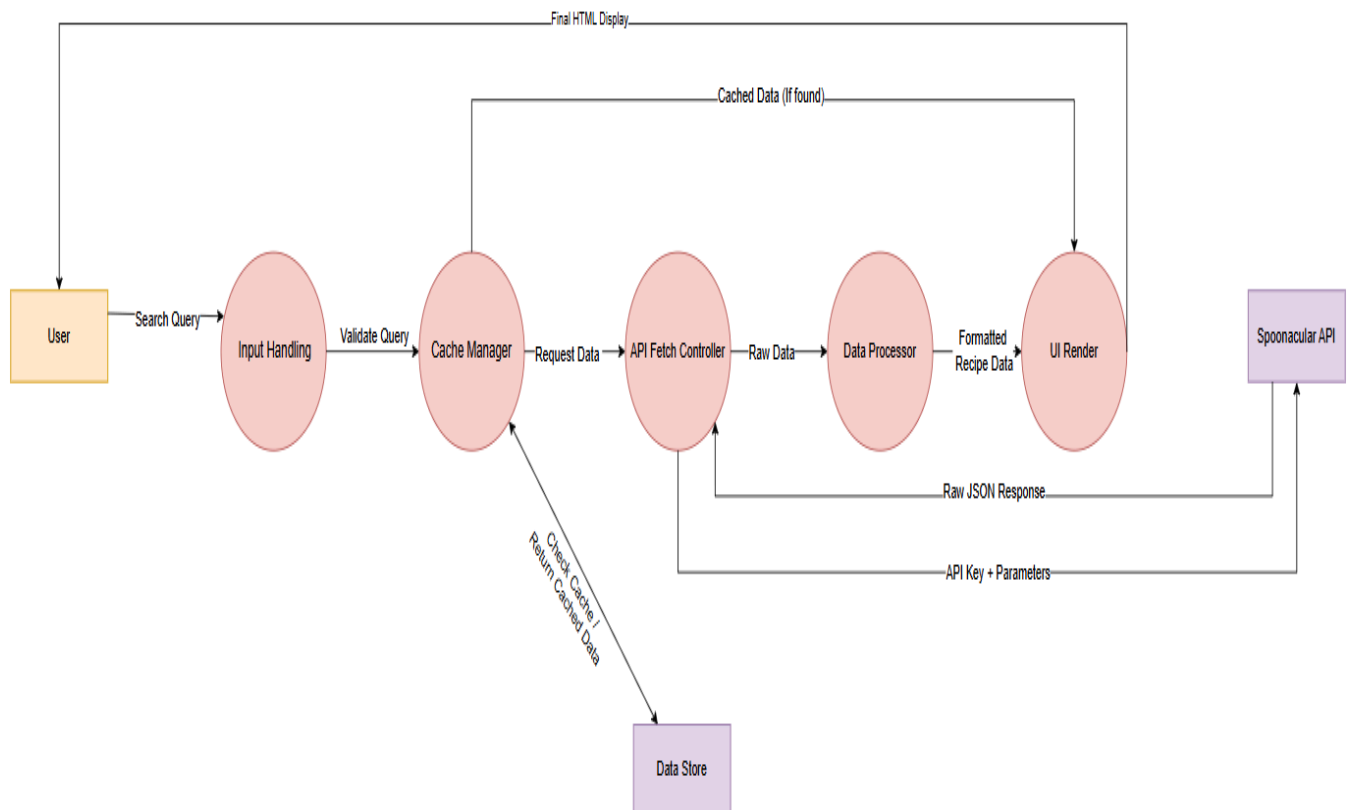 Final HTML Display
Cached Data (If found)
User
Search Query
Input Handling
Validate Query
Cache Manager
Request Data
API Fetch Controller
Raw Data
Data Processor
Formatted
Recipe Data
UI Render
Spoonacular API
Raw JSON Response
API Key + Parameters
Check Cache /
Return Cached Data
Data Store